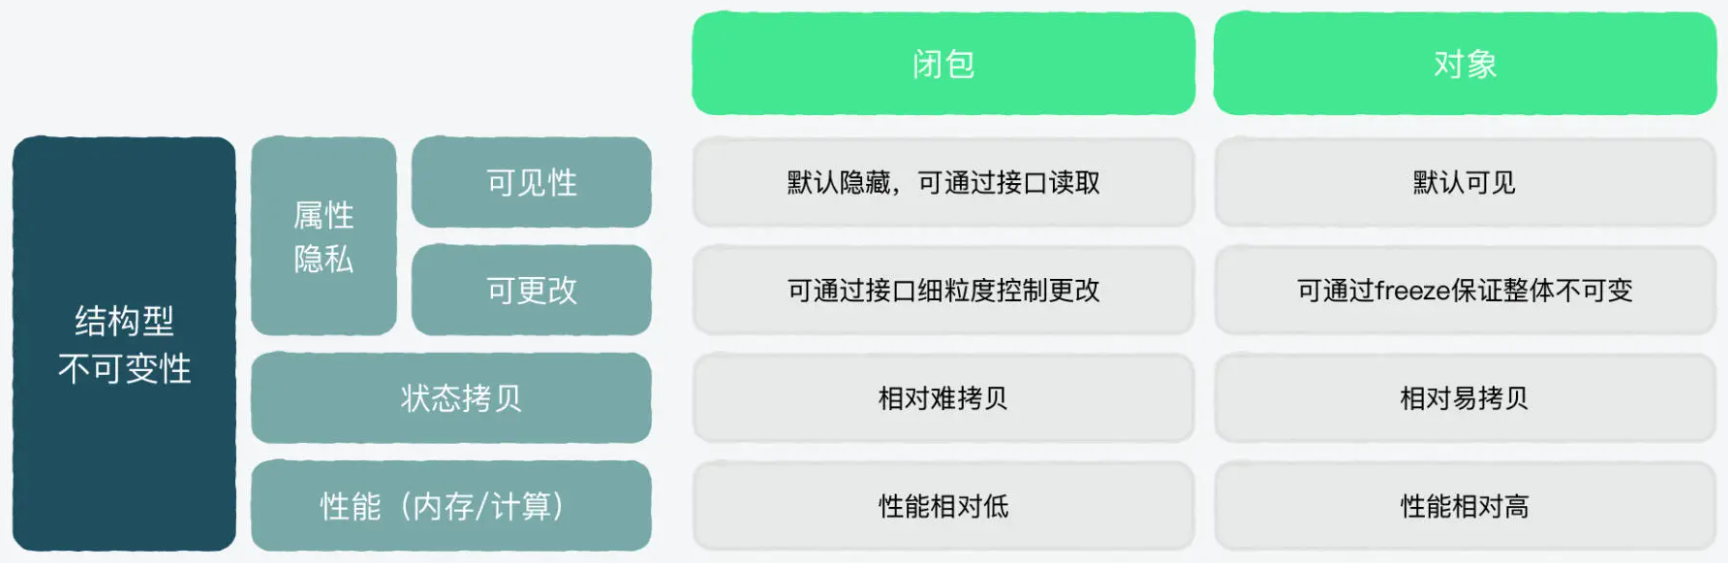 闭包
对象
结构型
不可变性
属性
隐私
可见性
默认隐藏，可通过接口读取
默认可见
可更改
可通过接口细粒度控制更改
可通过freeze保证整体不可变
状态拷贝
相对难拷贝
相对易拷贝
性能（内存/计算）
性能相对低
性能相对高